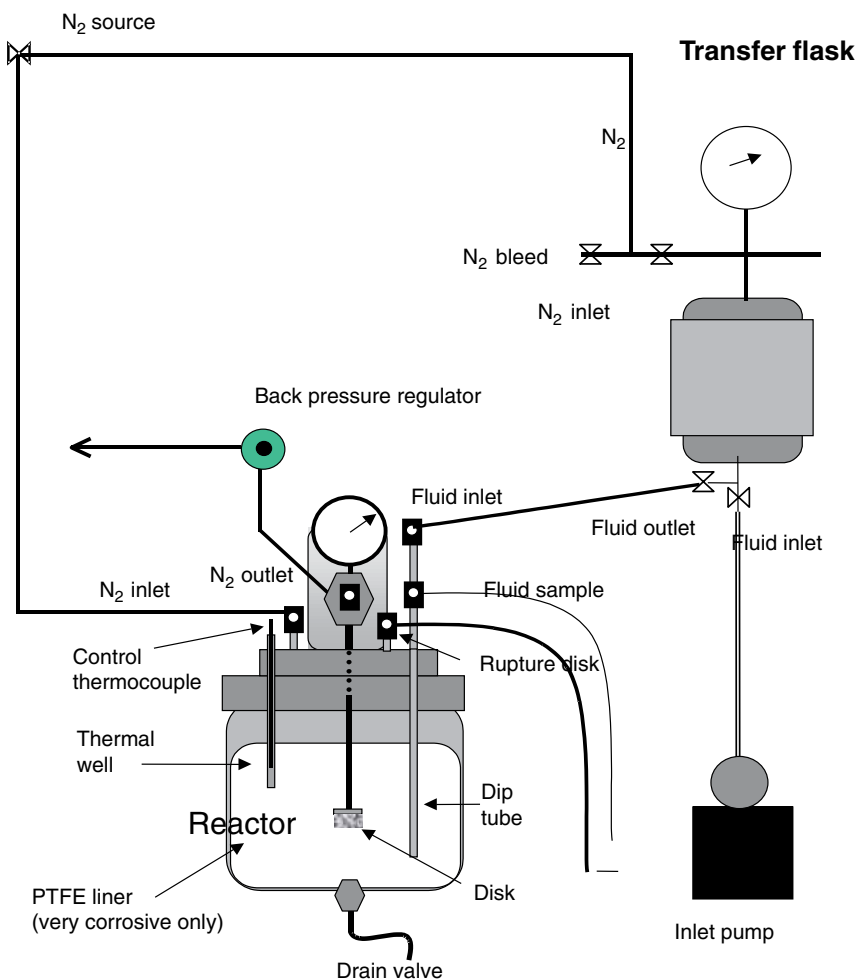 N2 source
Transfer flask
N2
N2 bleed
N2 inlet
Back pressure regulator
Fluid inlet
Fluid outlet
Fluid inlet
N2 outlet
N2 inlet
Fluid sample
Control
thermocouple
Rupture disk
Thermal
well
Dip
tube
Reactor
PTFE liner
(very corrosive only)
Disk
Inlet pump
Drain valve